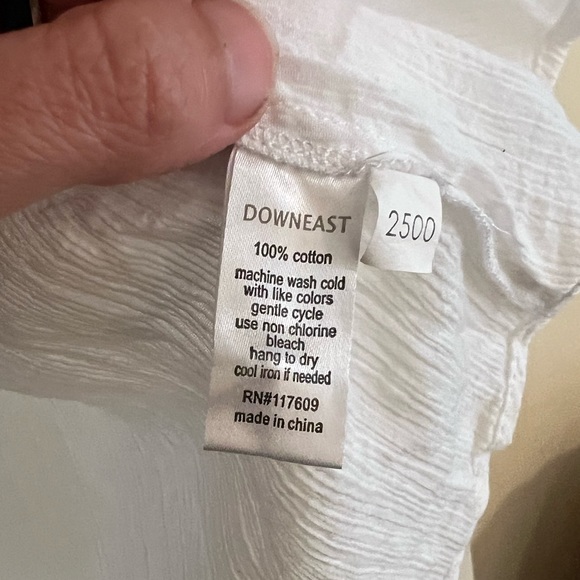 DOWNEAST
100% cotton
machine wash cold
with like colors
gentle cycle
use non chlorine
bleach
hang to dry
cool iron if needed
RN#117609
made in china
2500